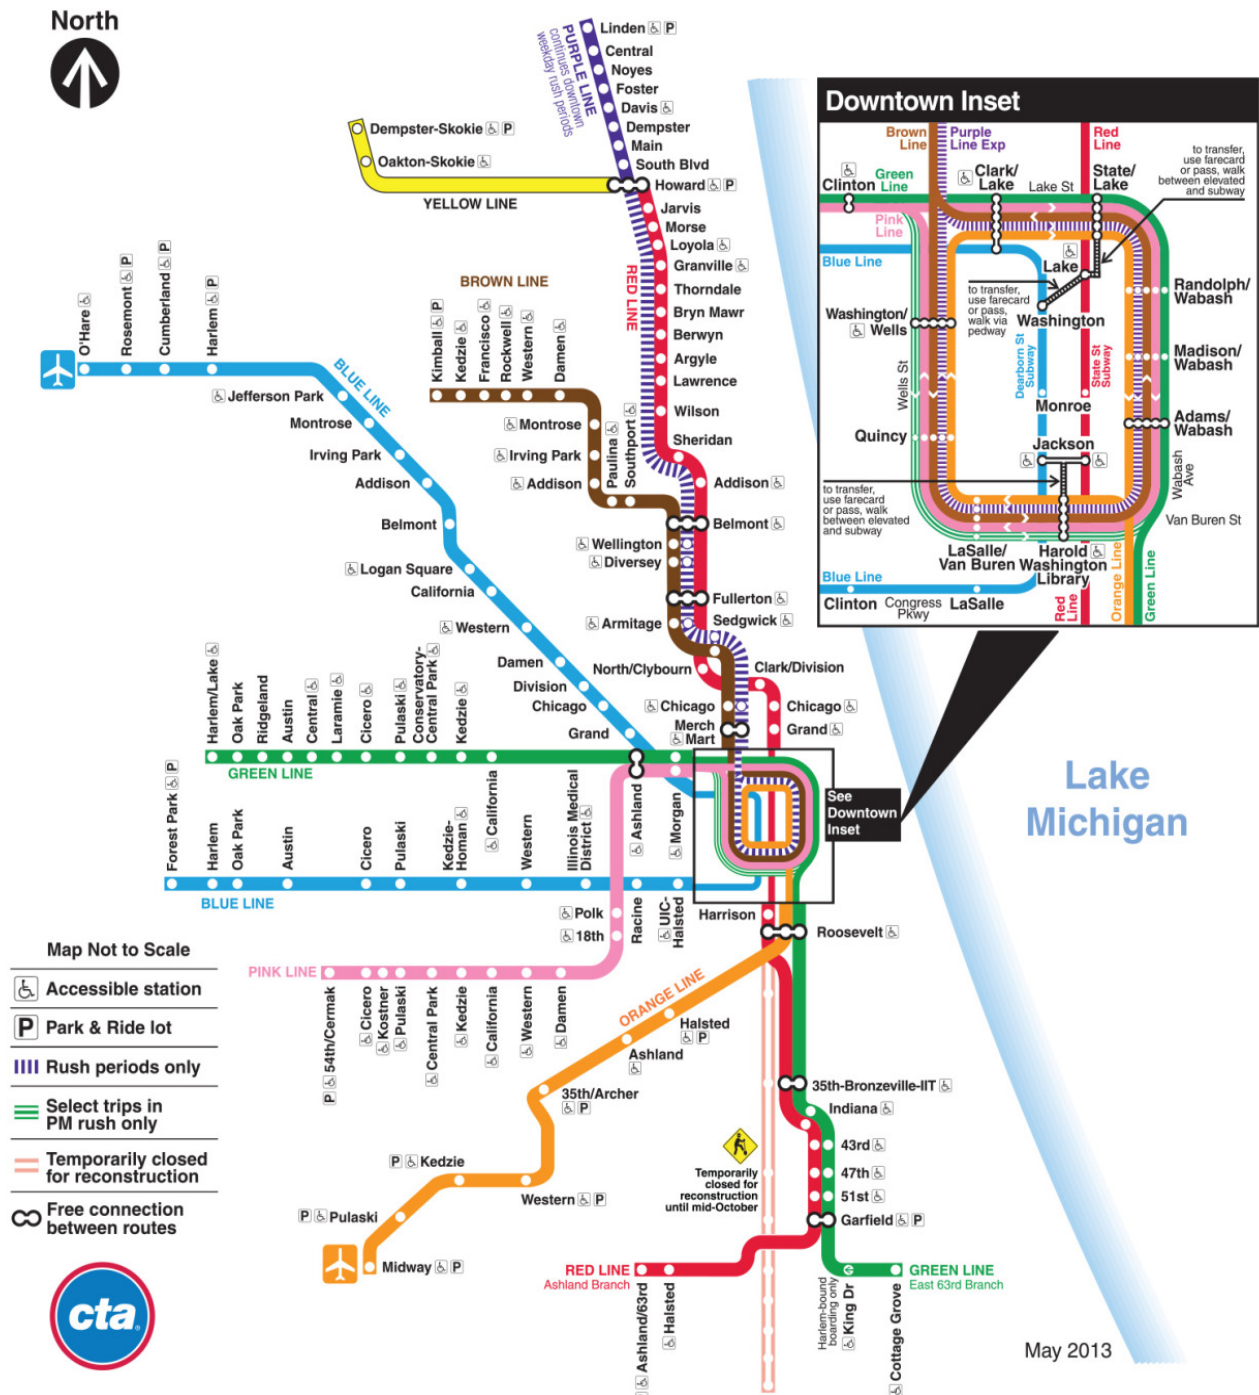 North
Linden P
Central
Noyes
Foster
Davis
Dempster
Main
South Blvd
PURPLE LINE
continues downtown
weekday rush periods
Dempster-Skokie P
Oakton-Skokie
YELLOW LINE
Howard P
Jarvis
Morse
Loyola
Granville
Thorndale
Bryn Mawr
Berwyn
Argyle
Lawrence
Wilson
Sheridan
Addison
Belmont
Fullerton
RED LINE
BROWN LINE
Kimball P
Kedzie
Francisco
Rockwell
Western
Damen
Montrose
Irving Park
Addison
Paulina
Southport
Wellington
Diversey
Armitage
Sedgwick
North/Clybourn
Clark/Division
Chicago
Chicago
Merch
Mart
Grand
O'Hare
Rosemont P
Cumberland P
Harlem P
BLUE LINE
Jefferson Park
Montrose
Irving Park
Addison
Belmont
Logan Square
California
Western
Damen
Division
Chicago
Grand
Harlem/Lake
Oak Park
Ridgeland
Austin
Central
Laramie
Cicero
Pulaski
Conservatory-
Central Park
Kedzie
California
Ashland
Morgan
GREEN LINE
Forest Park P
Harlem
Oak Park
Austin
Cicero
Pulaski
Kedzie-
Homan
Western
Illinois Medical
District
Racine
UIC-
Halsted
BLUE LINE
Polk
18th
PINK LINE
P 54th/Cermak
Cicero
Kostner
Pulaski
Central Park
Kedzie
California
Western
Damen
See
Downtown
Inset
Lake
Michigan
Harrison
Roosevelt
ORANGE LINE
Halsted
P
Ashland
35th/Archer
P
P Kedzie
Western P
P Pulaski
Midway P
35th-Bronzeville-IIT
Indiana
43rd
47th
51st
Garfield P
Temporarily
closed for
reconstruction
until mid-October
RED LINE
Ashland Branch
Ashland/63rd
Halsted
Harlem-bound
boarding only
King Dr
Cottage Grove
GREEN LINE
East 63rd Branch
Map Not to Scale
Accessible station
P Park & Ride lot
Rush periods only
Select trips in
PM rush only
Temporarily closed
for reconstruction
Free connection
between routes
cta
May 2013
Downtown Inset
Brown
Line
Purple
Line Exp
Red
Line
to transfer,
use farecard
or pass, walk
between elevated
and subway
Clinton
Green
Line
Clark/
Lake
Lake St
State/
Lake
Pink
Line
Blue Line
Lake
to transfer,
use farecard
or pass,
walk via
pedway
Washington
Randolph/
Wabash
Washington/
Wells
Madison/
Wabash
Wells St
Dearborn St
Subway
State St
Subway
Monroe
Adams/
Wabash
Quincy
Jackson
Wabash
Ave
to transfer,
use farecard
or pass, walk
between elevated
and subway
Van Buren St
LaSalle/
Van Buren
Harold
Washington
Library
Blue Line
Clinton
Congress
Pkwy
LaSalle
Red
Line
Orange Line
Green Line